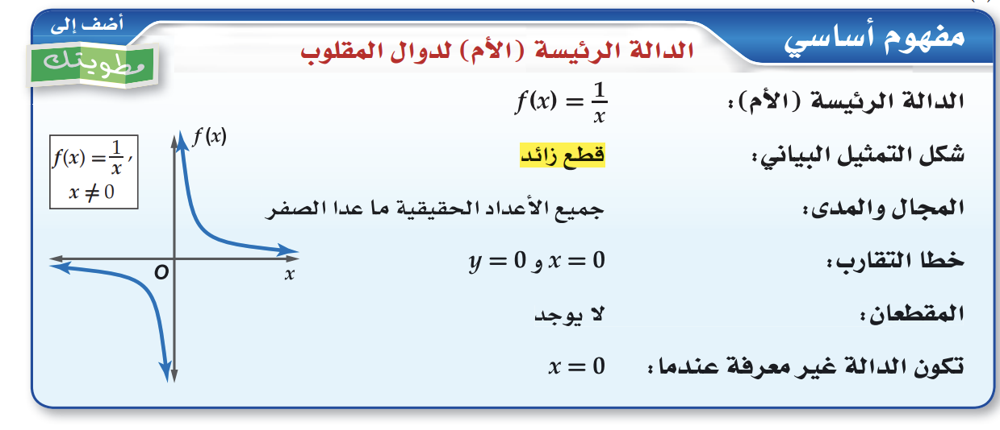 مفهوم أساسي
أضف إلى
مطويتك
الدالة الرئيسة (الأم) لدوال المقلوب
الدالة الرئيسة (الأم): f(x) = 1/x
شكل التمثيل البياني: قطع زائد
المجال والمدى: جميع الأعداد الحقيقية ما عدا الصفر
خطا التقارب: x = 0 و y = 0
المقطعان: لا يوجد
تكون الدالة غير معرفة عندما: x = 0
f(x)
f(x) = 1/x ,
x ≠ 0
O
x